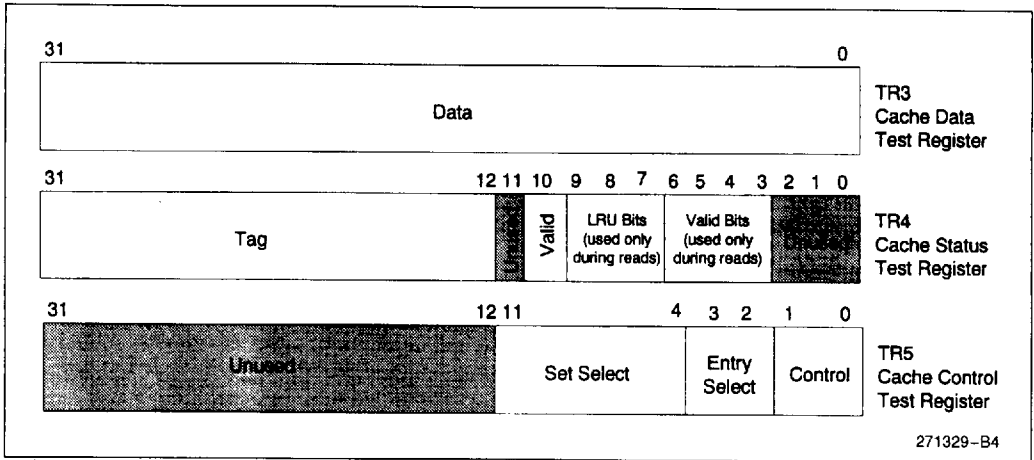 31 0
Data
TR3
Cache Data
Test Register
31 12 11 10 9 8 7 6 5 4 3 2 1 0
Tag
Unused
Valid
LRU Bits
(used only
during reads)
Valid Bits
(used only
during reads)
Unused
TR4
Cache Status
Test Register
31 12 11 4 3 2 1 0
Unused
Set Select
Entry
Select
Control
TR5
Cache Control
Test Register
271329–B4